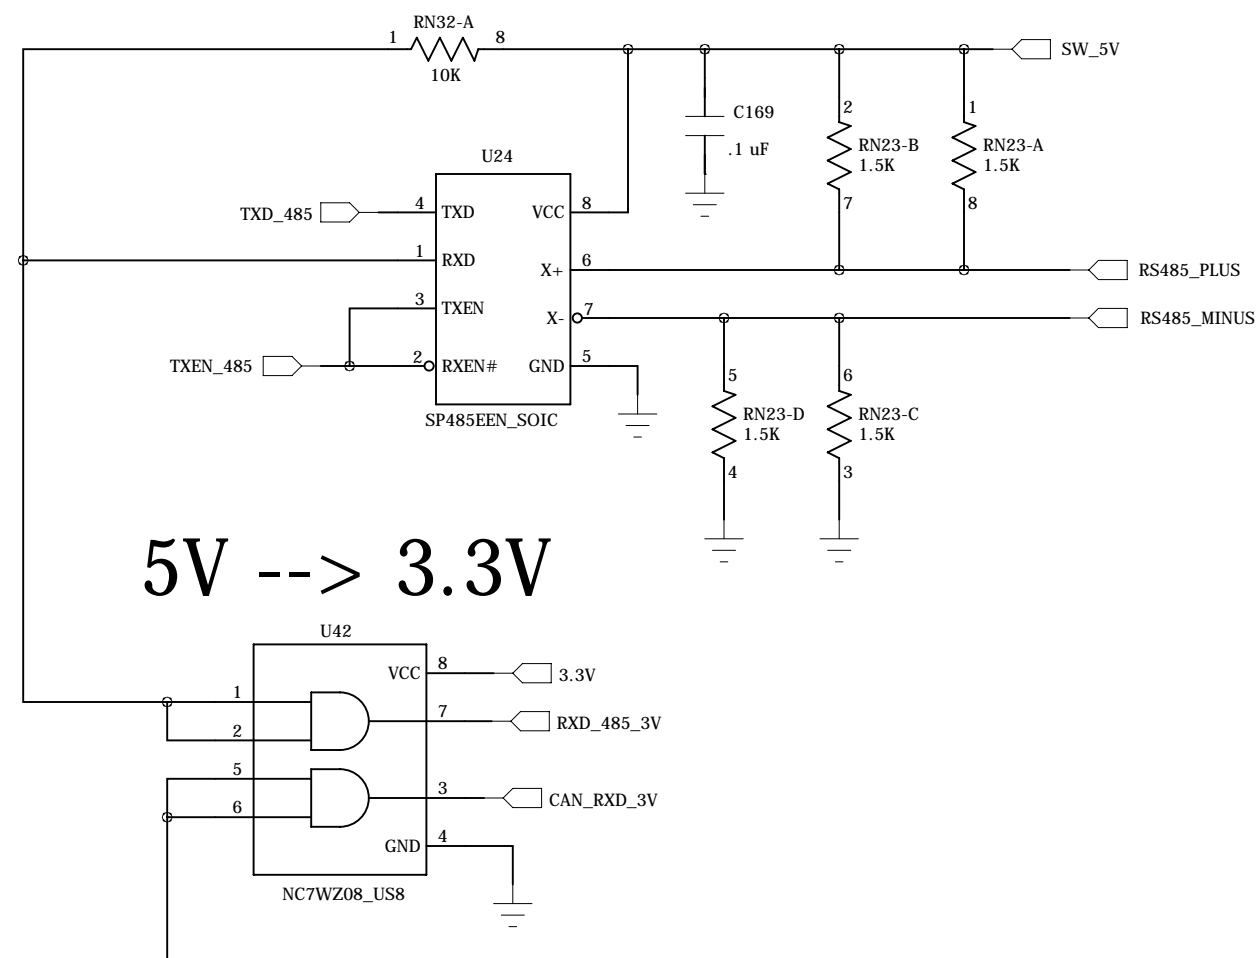 RN32-A
1 8
10K
SW_5V
C169
.1 uF
2
RN23-B
1.5K
7
1
RN23-A
1.5K
8
U24
TXD_485
4 TXD
VCC 8
1 RXD
X+ 6
RS485_PLUS
3 TXEN
X- 7
RS485_MINUS
TXEN_485
2 RXEN#
GND 5
SP485EEN_SOIC
5
RN23-D
1.5K
4
6
RN23-C
1.5K
3
5V --> 3.3V
U42
VCC 8
3.3V
1
7
RXD_485_3V
2
5
3
CAN_RXD_3V
6
GND 4
NC7WZ08_US8